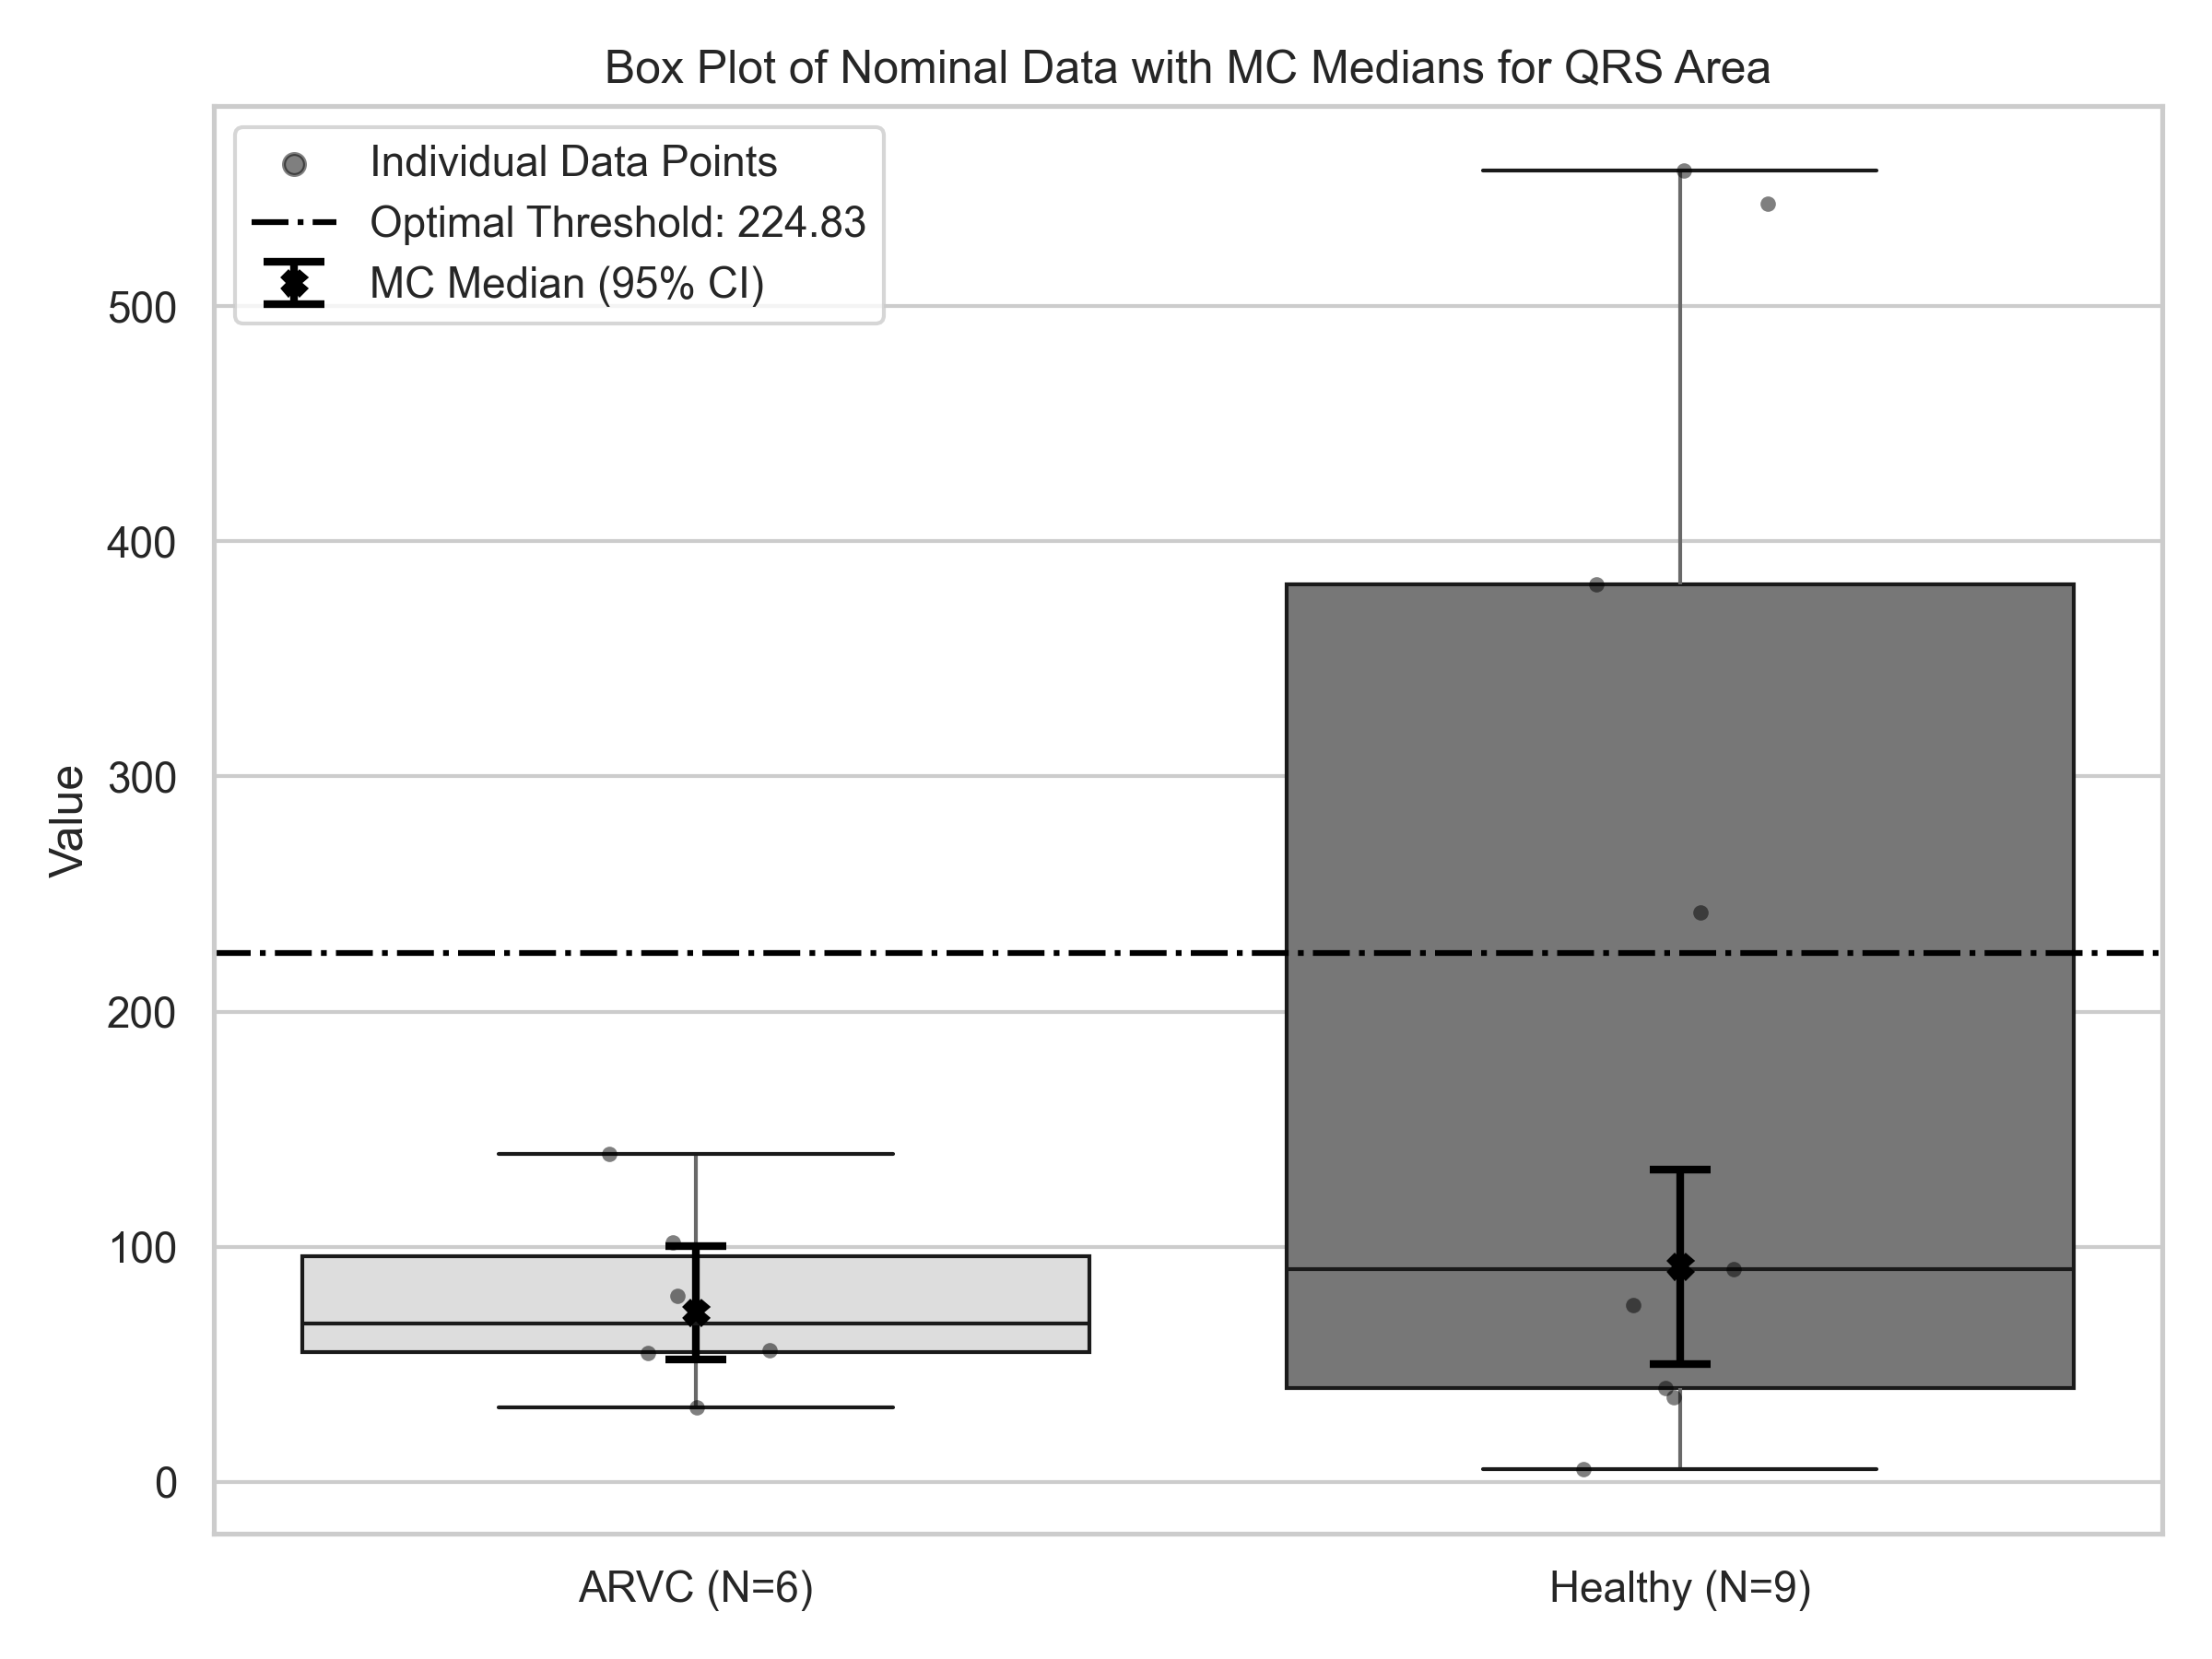 Box Plot of Nominal Data with MC Medians for QRS Area
Individual Data Points
Optimal Threshold: 224.83
MC Median (95% CI)
Value
500
400
300
200
100
0
ARVC (N=6)
Healthy (N=9)